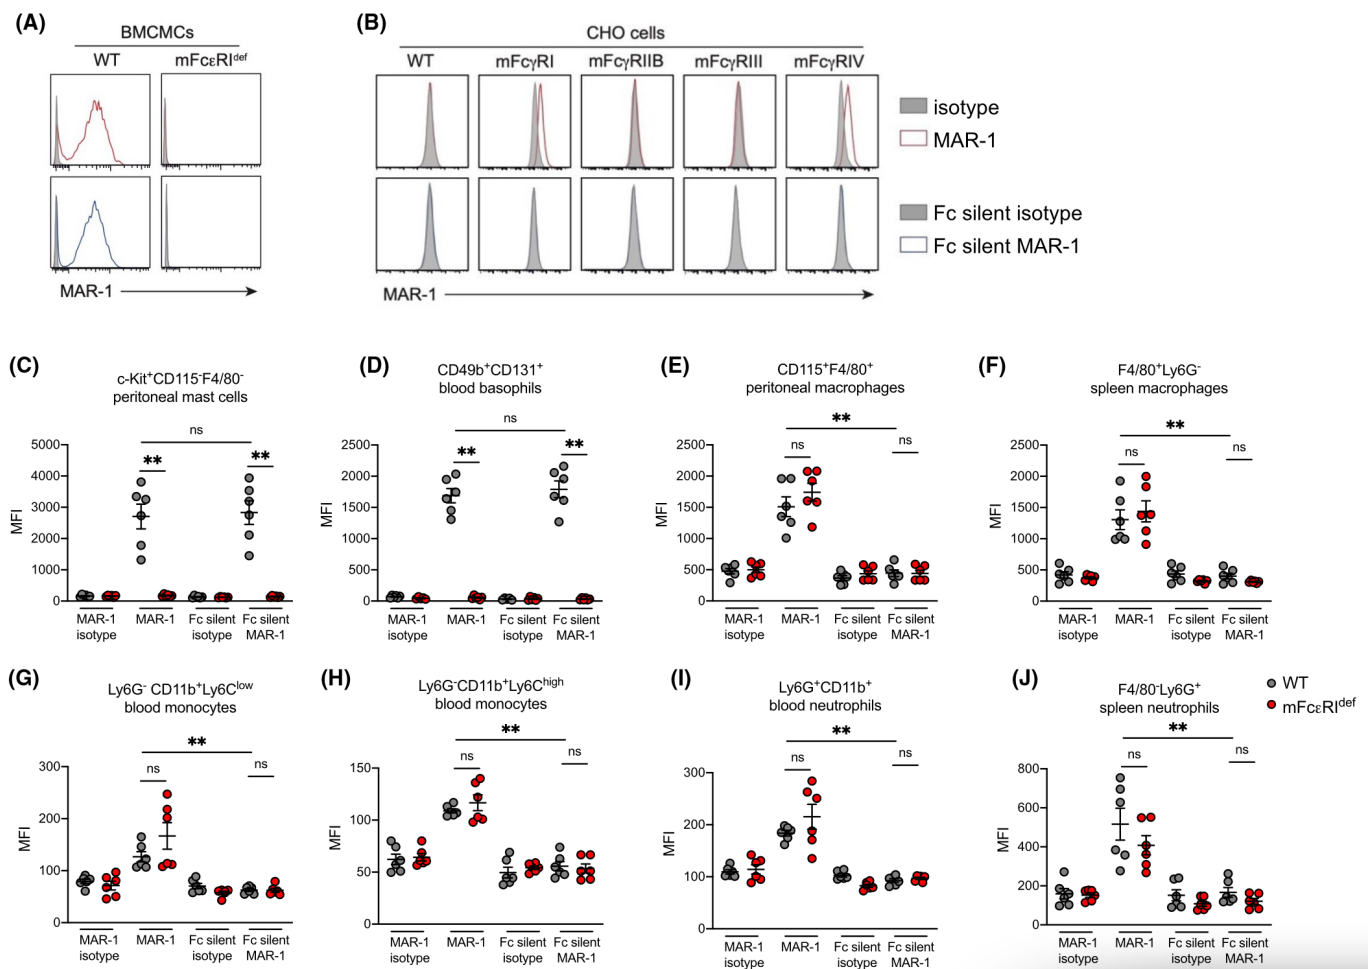 (A)
BMCMCs
WT mFcεRIdef
MAR-1
(B)
CHO cells
WT mFcγRI mFcγRIIB mFcγRIII mFcγRIV
MAR-1
isotype
MAR-1
Fc silent isotype
Fc silent MAR-1
(C)
c-Kit+CD115-F4/80-
peritoneal mast cells
ns
** **
MFI
5000
4000
3000
2000
1000
0
MAR-1 isotype
MAR-1
Fc silent isotype
Fc silent MAR-1
(D)
CD49b+CD131+
blood basophils
ns
** **
MFI
2500
2000
1500
1000
500
0
MAR-1 isotype
MAR-1
Fc silent isotype
Fc silent MAR-1
(E)
CD115+F4/80+
peritoneal macrophages
**
ns ns
MFI
2500
2000
1500
1000
500
0
MAR-1 isotype
MAR-1
Fc silent isotype
Fc silent MAR-1
(F)
F4/80+Ly6G-
spleen macrophages
**
ns ns
MFI
2500
2000
1500
1000
500
0
MAR-1 isotype
MAR-1
Fc silent isotype
Fc silent MAR-1
(G)
Ly6G- CD11b+Ly6Clow
blood monocytes
**
ns ns
MFI
300
200
100
0
MAR-1 isotype
MAR-1
Fc silent isotype
Fc silent MAR-1
(H)
Ly6G-CD11b+Ly6Chigh
blood monocytes
**
ns ns
MFI
150
100
50
0
MAR-1 isotype
MAR-1
Fc silent isotype
Fc silent MAR-1
(I)
Ly6G+CD11b+
blood neutrophils
**
ns ns
MFI
300
200
100
0
MAR-1 isotype
MAR-1
Fc silent isotype
Fc silent MAR-1
(J)
F4/80-Ly6G+
spleen neutrophils
**
ns ns
MFI
800
600
400
200
0
MAR-1 isotype
MAR-1
Fc silent isotype
Fc silent MAR-1
WT
mFcεRIdef